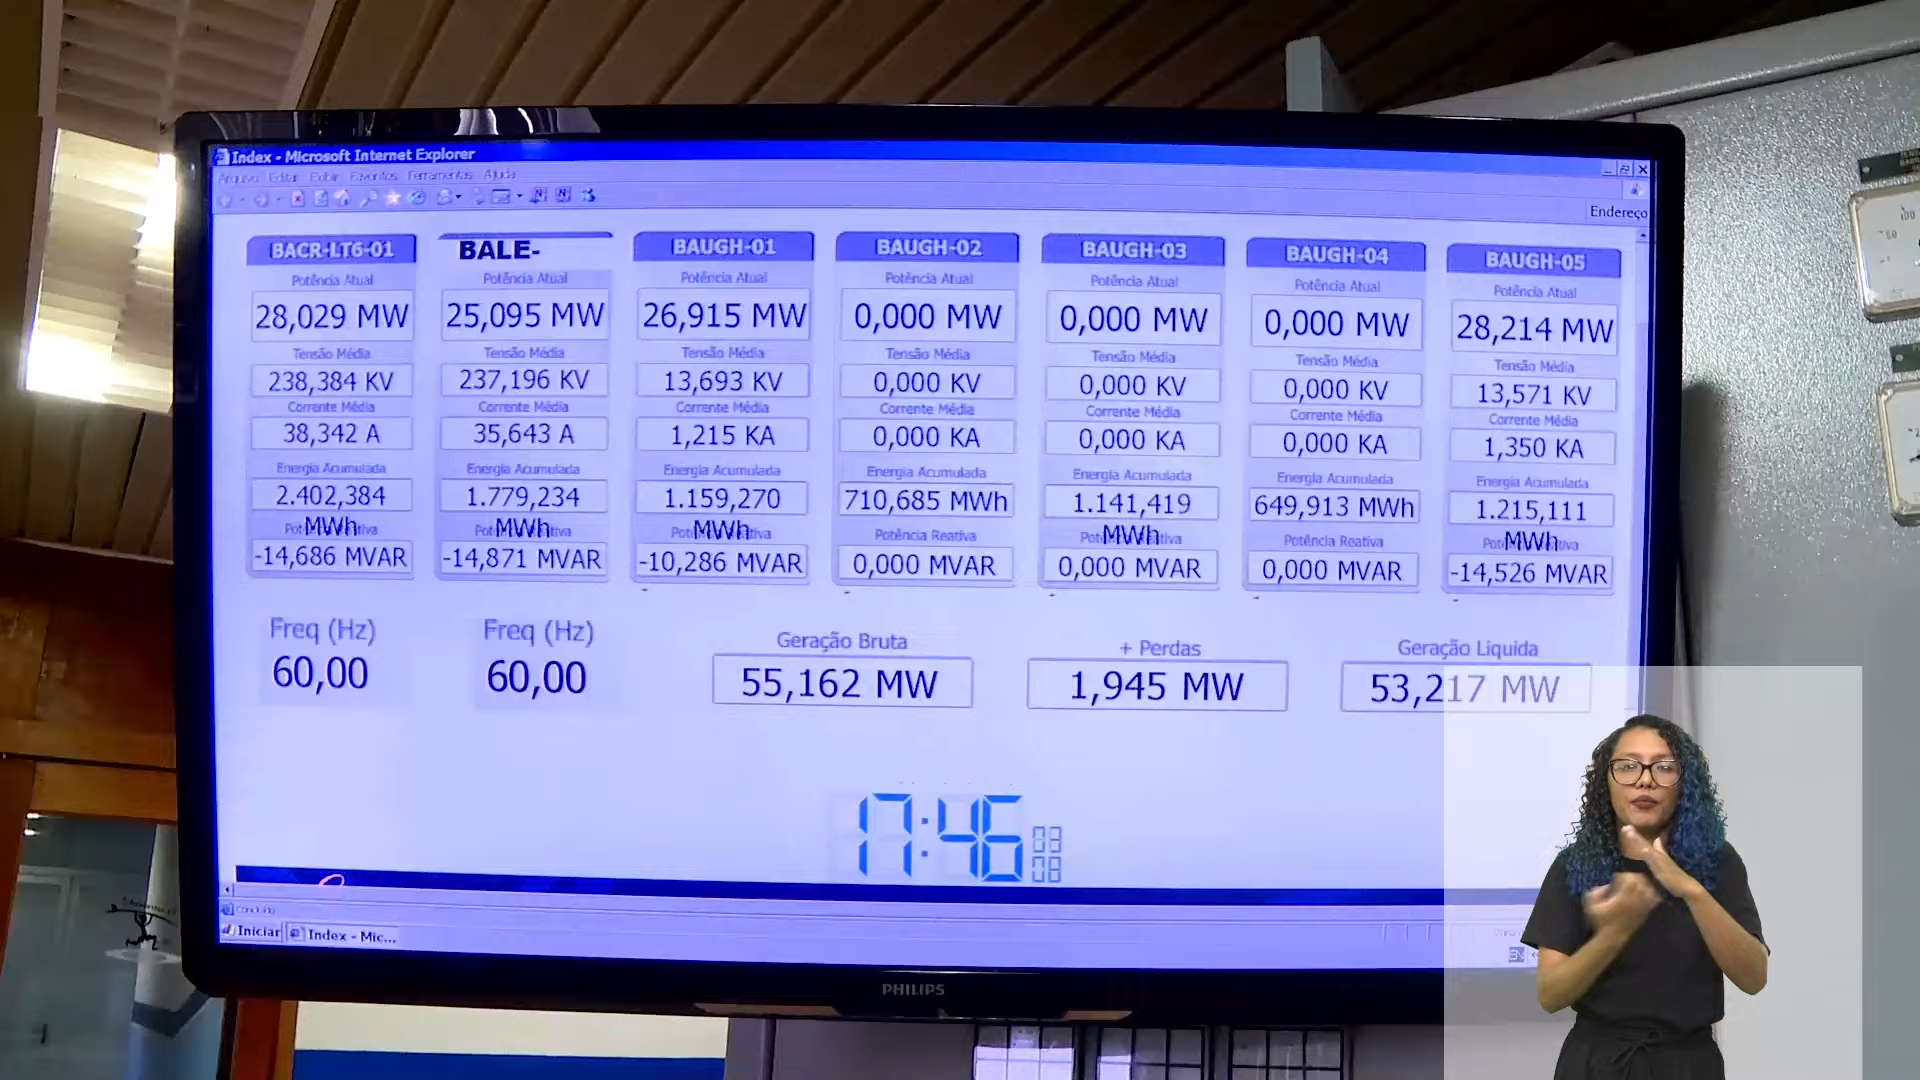 Index - Microsoft Internet Explorer
Arquivo Editar Exibir Favoritos Ferramentas Ajuda
Endereço
BACR-LT6-01
Potência Atual
28,029 MW
Tensão Média
238,384 KV
Corrente Média
38,342 A
Energia Acumulada
2.402,384
MWh
-14,686 MVAR
BALE-
Potência Atual
25,095 MW
Tensão Média
237,196 KV
Corrente Média
35,643 A
Energia Acumulada
1.779,234
MWh
-14,871 MVAR
BAUGH-01
Potência Atual
26,915 MW
Tensão Média
13,693 KV
Corrente Média
1,215 KA
Energia Acumulada
1.159,270
MWh
-10,286 MVAR
BAUGH-02
Potência Atual
0,000 MW
Tensão Média
0,000 KV
Corrente Média
0,000 KA
Energia Acumulada
710,685 MWh
Potência Reativa
0,000 MVAR
BAUGH-03
Potência Atual
0,000 MW
Tensão Média
0,000 KV
Corrente Média
0,000 KA
Energia Acumulada
1.141,419
MWh
0,000 MVAR
BAUGH-04
Potência Atual
0,000 MW
Tensão Média
0,000 KV
Corrente Média
0,000 KA
Energia Acumulada
649,913 MWh
Potência Reativa
0,000 MVAR
BAUGH-05
Potência Atual
28,214 MW
Tensão Média
13,571 KV
Corrente Média
1,350 KA
Energia Acumulada
1.215,111
MWh
-14,526 MVAR
Freq (Hz)
60,00
Freq (Hz)
60,00
Geração Bruta
55,162 MW
+ Perdas
1,945 MW
Geração Liquida
53,217 MW
17:46
Concluído
Iniciar
Index - Mic...
PHILIPS